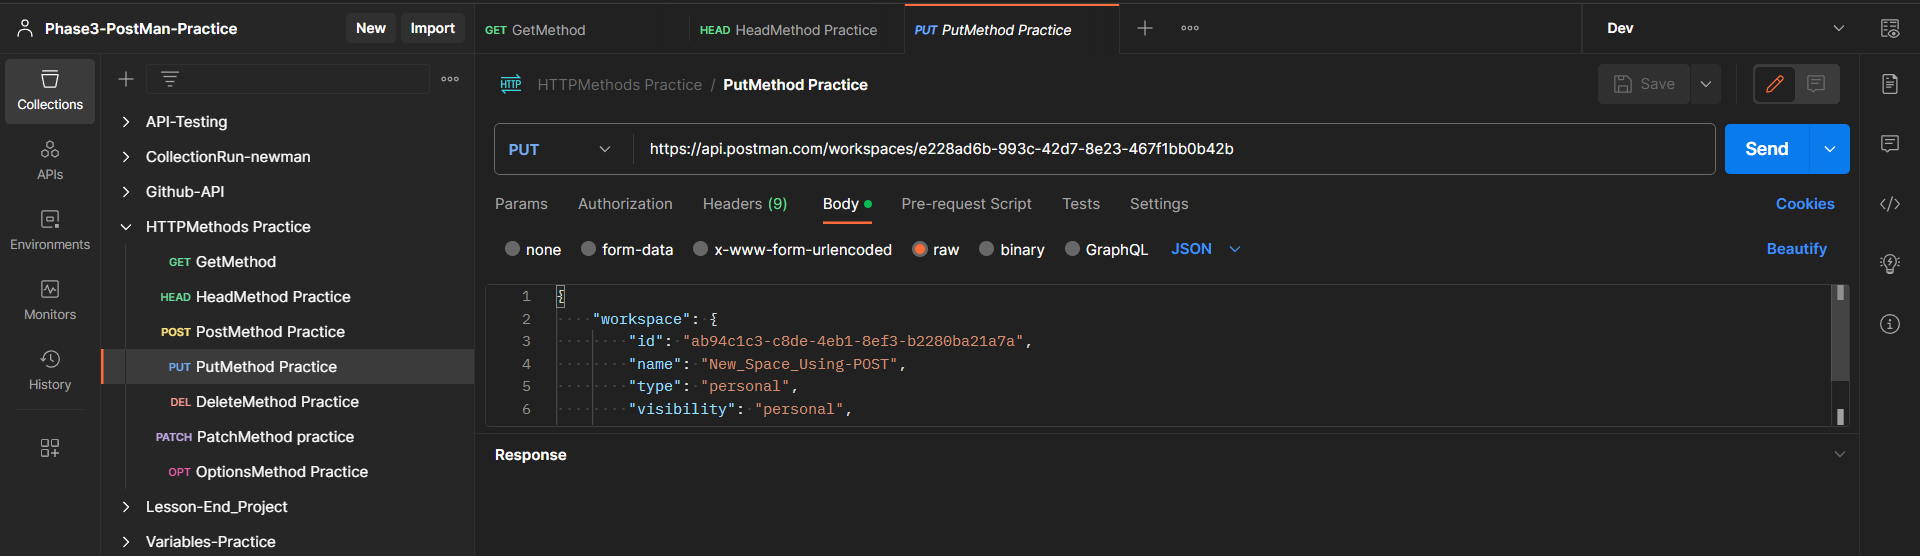 Phase3-PostMan-Practice
New
Import
GET GetMethod
HEAD HeadMethod Practice
PUT PutMethod Practice
Dev
Collections
APIs
Environments
Monitors
History
API-Testing
CollectionRun-newman
Github-API
HTTPMethods Practice
GET GetMethod
HEAD HeadMethod Practice
POST PostMethod Practice
PUT PutMethod Practice
DEL DeleteMethod Practice
PATCH PatchMethod practice
OPT OptionsMethod Practice
Lesson-End_Project
Variables-Practice
HTTP HTTPMethods Practice / PutMethod Practice
Save
PUT https://api.postman.com/workspaces/e228ad6b-993c-42d7-8e23-467f1bb0b42b
Send
Params Authorization Headers (9) Body Pre-request Script Tests Settings Cookies
none form-data x-www-form-urlencoded raw binary GraphQL JSON Beautify
1 {
2 "workspace": {
3 "id": "ab94c1c3-c8de-4eb1-8ef3-b2280ba21a7a",
4 "name": "New_Space_Using-POST",
5 "type": "personal",
6 "visibility": "personal",
Response